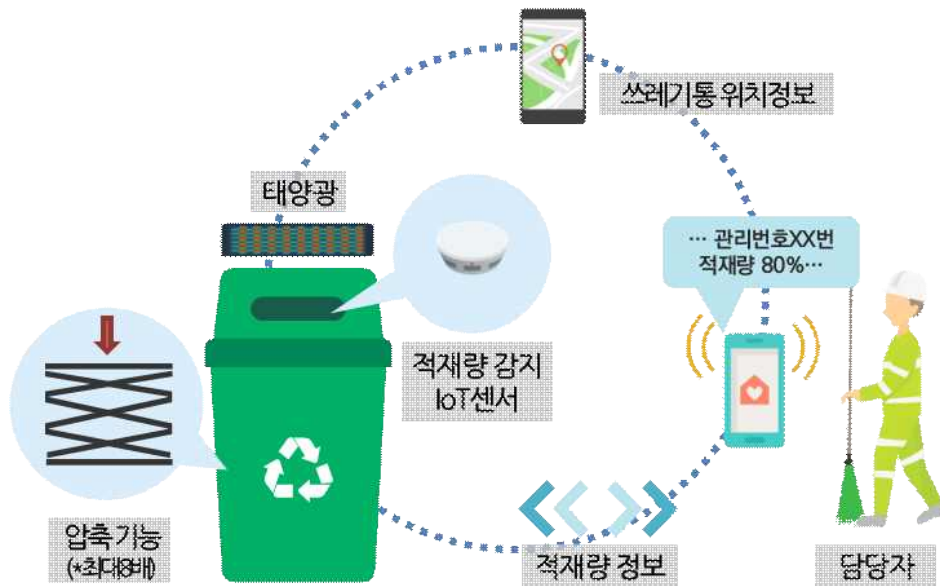 쓰레기통 위치정보
태양광
… 관리번호XX번
적재량 80%…
적재량 감지
IoT센서
압축 기능
(*최대8배)
적재량 정보
담당자